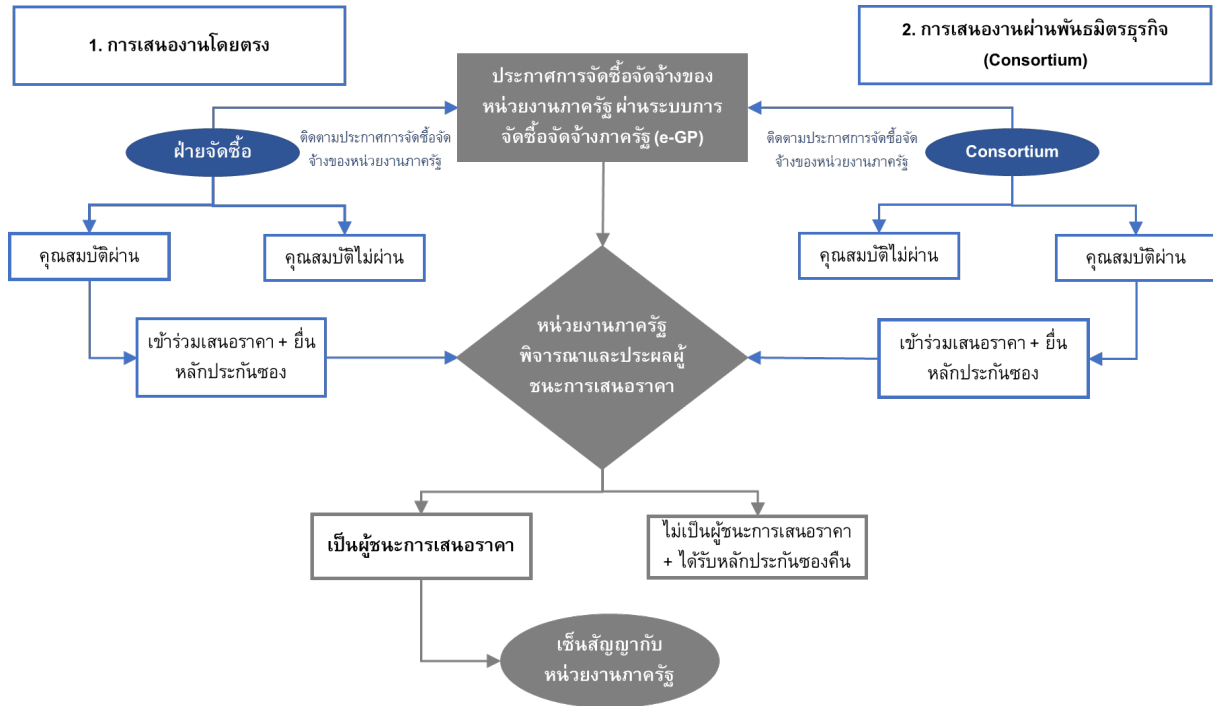 1. การเสนองานโดยตรง
2. การเสนองานผ่านพันธมิตรธุรกิจ
(Consortium)
ประกาศการจัดซื้อจัดจ้างของ
หน่วยงานภาครัฐ ผ่านระบบการ
จัดซื้อจัดจ้างภาครัฐ (e-GP)
ฝ่ายจัดซื้อ
ติดตามประกาศการจัดซื้อจัด
จ้างของหน่วยงานภาครัฐ
ติดตามประกาศการจัดซื้อจัด
จ้างของหน่วยงานภาครัฐ
Consortium
คุณสมบัติผ่าน
คุณสมบัติไม่ผ่าน
คุณสมบัติไม่ผ่าน
คุณสมบัติผ่าน
เข้าร่วมเสนอราคา + ยื่น
หลักประกันซอง
หน่วยงานภาครัฐ
พิจารณาและประผลผู้
ชนะการเสนอราคา
เข้าร่วมเสนอราคา + ยื่น
หลักประกันซอง
เป็นผู้ชนะการเสนอราคา
ไม่เป็นผู้ชนะการเสนอราคา
+ ได้รับหลักประกันซองคืน
เซ็นสัญญากับ
หน่วยงานภาครัฐ